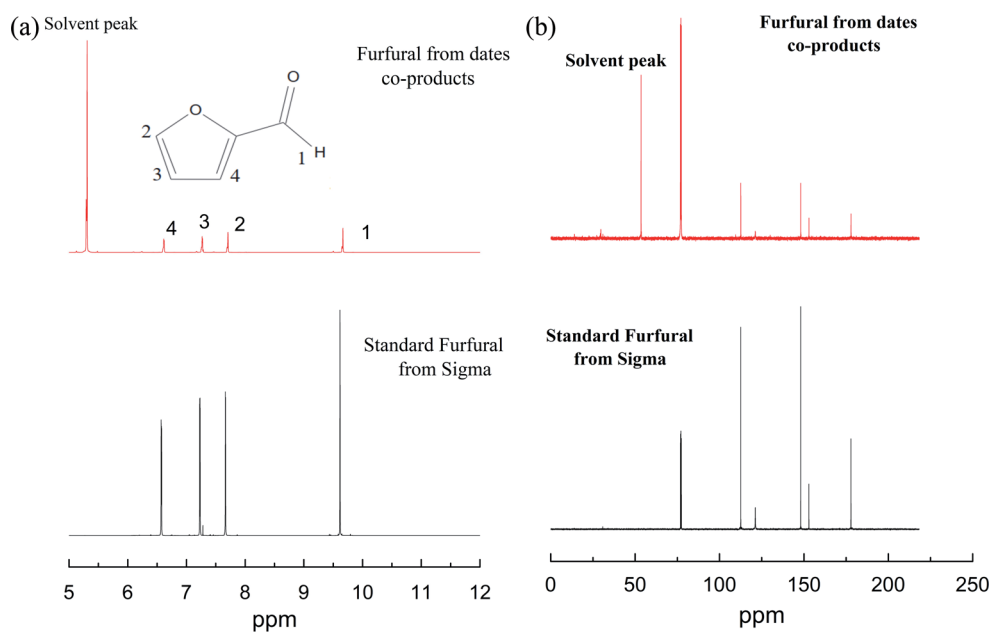 (a)
Solvent peak
Furfural from dates
co-products
O
O
2
H
1
3
4
4
3
2
1
Standard Furfural
from Sigma
5 6 7 8 9 10 11 12
ppm
(b)
Furfural from dates
co-products
Solvent peak
Standard Furfural
from Sigma
0 50 100 150 200 250
ppm